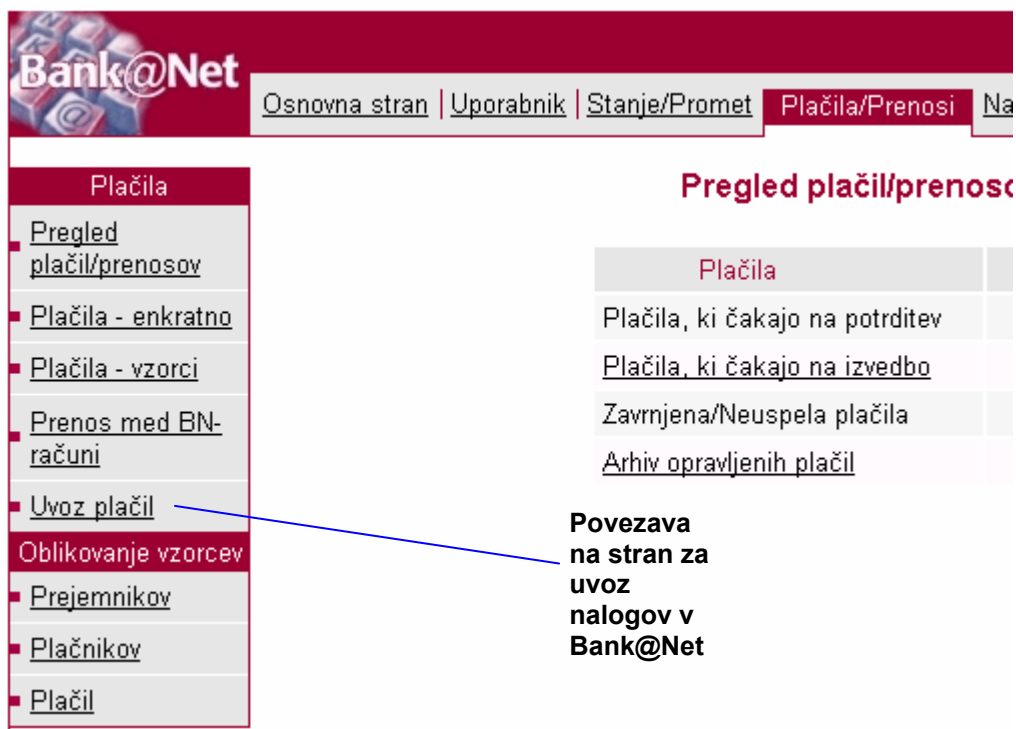 Bank@Net
Osnovna stran | Uporabnik | Stanje/Promet Plačila/Prenosi Na
Plačila
Pregled
plačil/prenosov
Plačila - enkratno
Plačila - vzorci
Prenos med BN-
računi
Uvoz plačil
Oblikovanje vzorcev
Prejemnikov
Plačnikov
Plačil
Pregled plačil/prenoso
Plačila
Plačila, ki čakajo na potrditev
Plačila, ki čakajo na izvedbo
Zavrnjena/Neuspela plačila
Arhiv opravljenih plačil
Povezava
na stran za
uvoz
nalogov v
Bank@Net